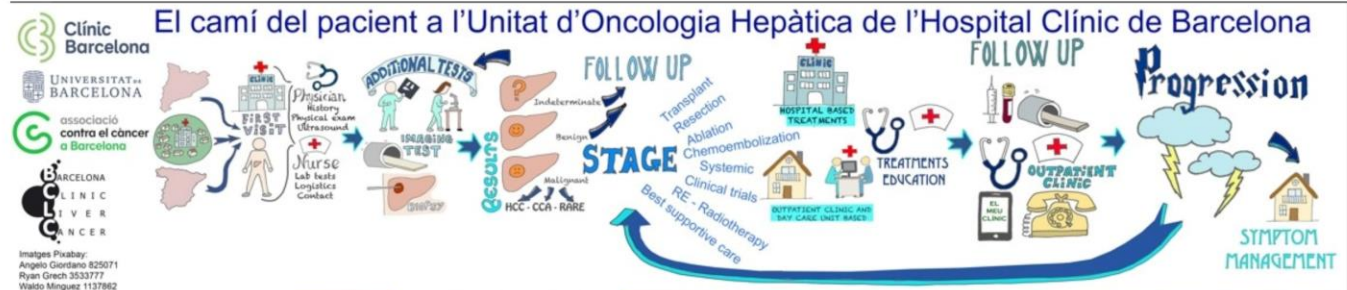 El camí del pacient a l'Unitat d'Oncologia Hepàtica de l'Hospital Clínic de Barcelona
Clínic
Barcelona
UNIVERSITAT DE
BARCELONA
associació
contra el càncer
a Barcelona
BARCELONA
CLINIC
LIVER
CANCER
Imatges Pixabay:
Angelo Giordano 825071
Ryan Grech 3533777
Waldo Minguez 1137862
CLÍNIC
FIRST
VISIT
Physician
History
Physical exam
Ultrasound
Nurse
Lab tests
Logistics
Contact
ADDITIONAL TESTS
IMAGING
TEST
BIOPSY
RESULTS
Indeterminate
Benign
Malignant
HCC - CCA - RARE
FOLLOW UP
STAGE
Transplant
Resection
Ablation
Chemoembolization
Systemic
Clinical trials
RE - Radiotherapy
Best supportive care
CLÍNIC
HOSPITAL BASED
TREATMENTS
OUTPATIENT CLINIC AND
DAY CARE UNIT BASED
TREATMENTS
EDUCATION
FOLLOW UP
OUTPATIENT
CLINIC
EL
MEU
CLÍNIC
Progression
SYMPTOM
MANAGEMENT